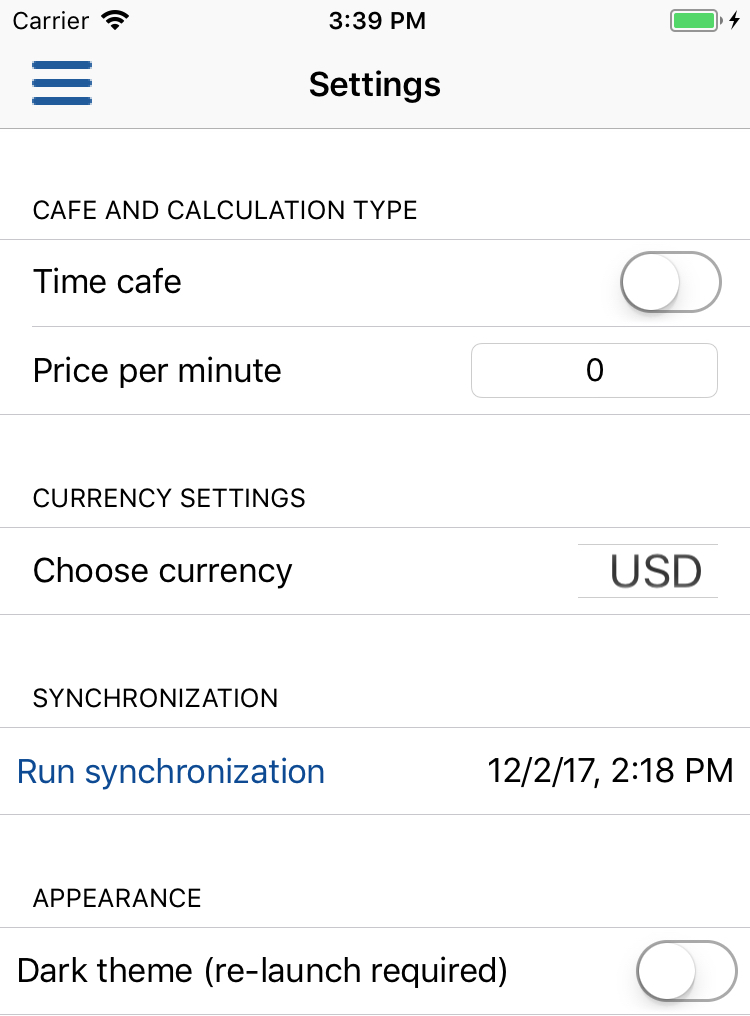 Carrier 3:39 PM
Settings
CAFE AND CALCULATION TYPE
Time cafe
Price per minute 0
CURRENCY SETTINGS
Choose currency USD
SYNCHRONIZATION
Run synchronization 12/2/17, 2:18 PM
APPEARANCE
Dark theme (re-launch required)